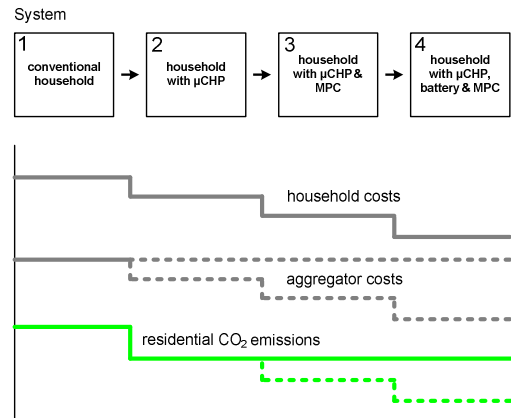 System
1
conventional
household
2
household
with µCHP
3
household
with µCHP &
MPC
4
household
with µCHP,
battery & MPC
household costs
aggregator costs
residential CO2 emissions